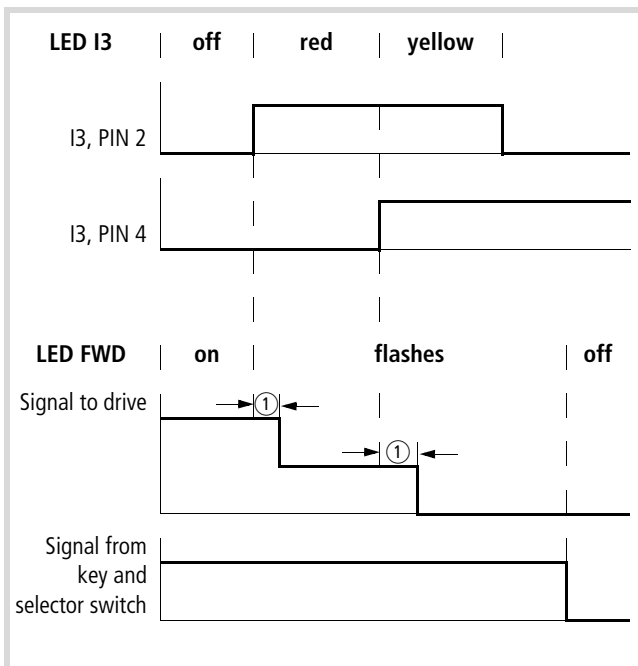 LED I3 off red yellow
I3, PIN 2
I3, PIN 4
LED FWD on flashes off
Signal to drive ①
①
Signal from
key and
selector switch